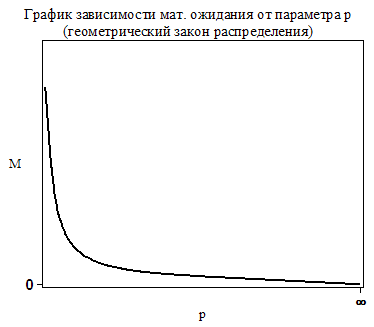 График зависимости мат. ожидания от параметра р
(геометрический закон распределения)
М
0
∞
р